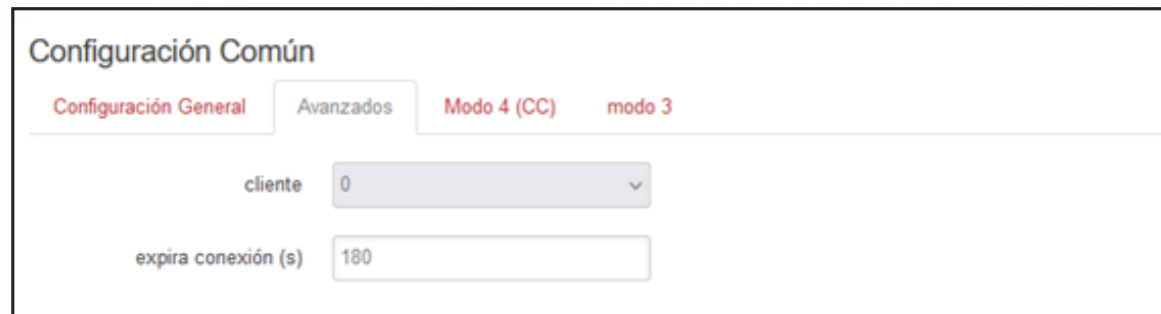 Configuración Común
Configuración General Avanzados Modo 4 (CC) modo 3
cliente 0
expira conexión (s) 180